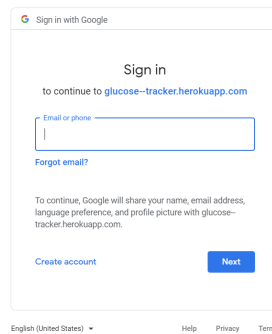 Sign in with Google
Sign in
to continue to glucose--tracker.herokuapp.com
Email or phone
Forgot email?
To continue, Google will share your name, email address,
language preference, and profile picture with glucose--
tracker.herokuapp.com.
Create account
Next
English (United States)
Help Privacy Term